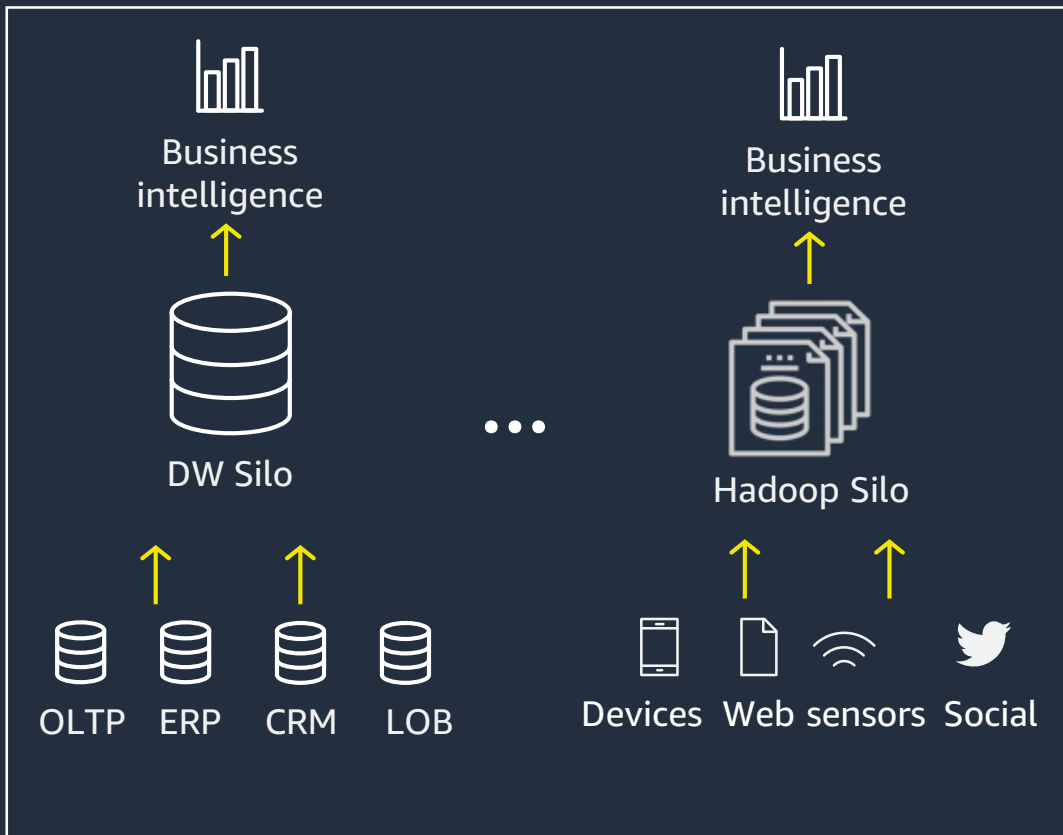 Business
intelligence
Business
intelligence
DW Silo
...
Hadoop Silo
OLTP ERP CRM LOB
Devices Web sensors Social